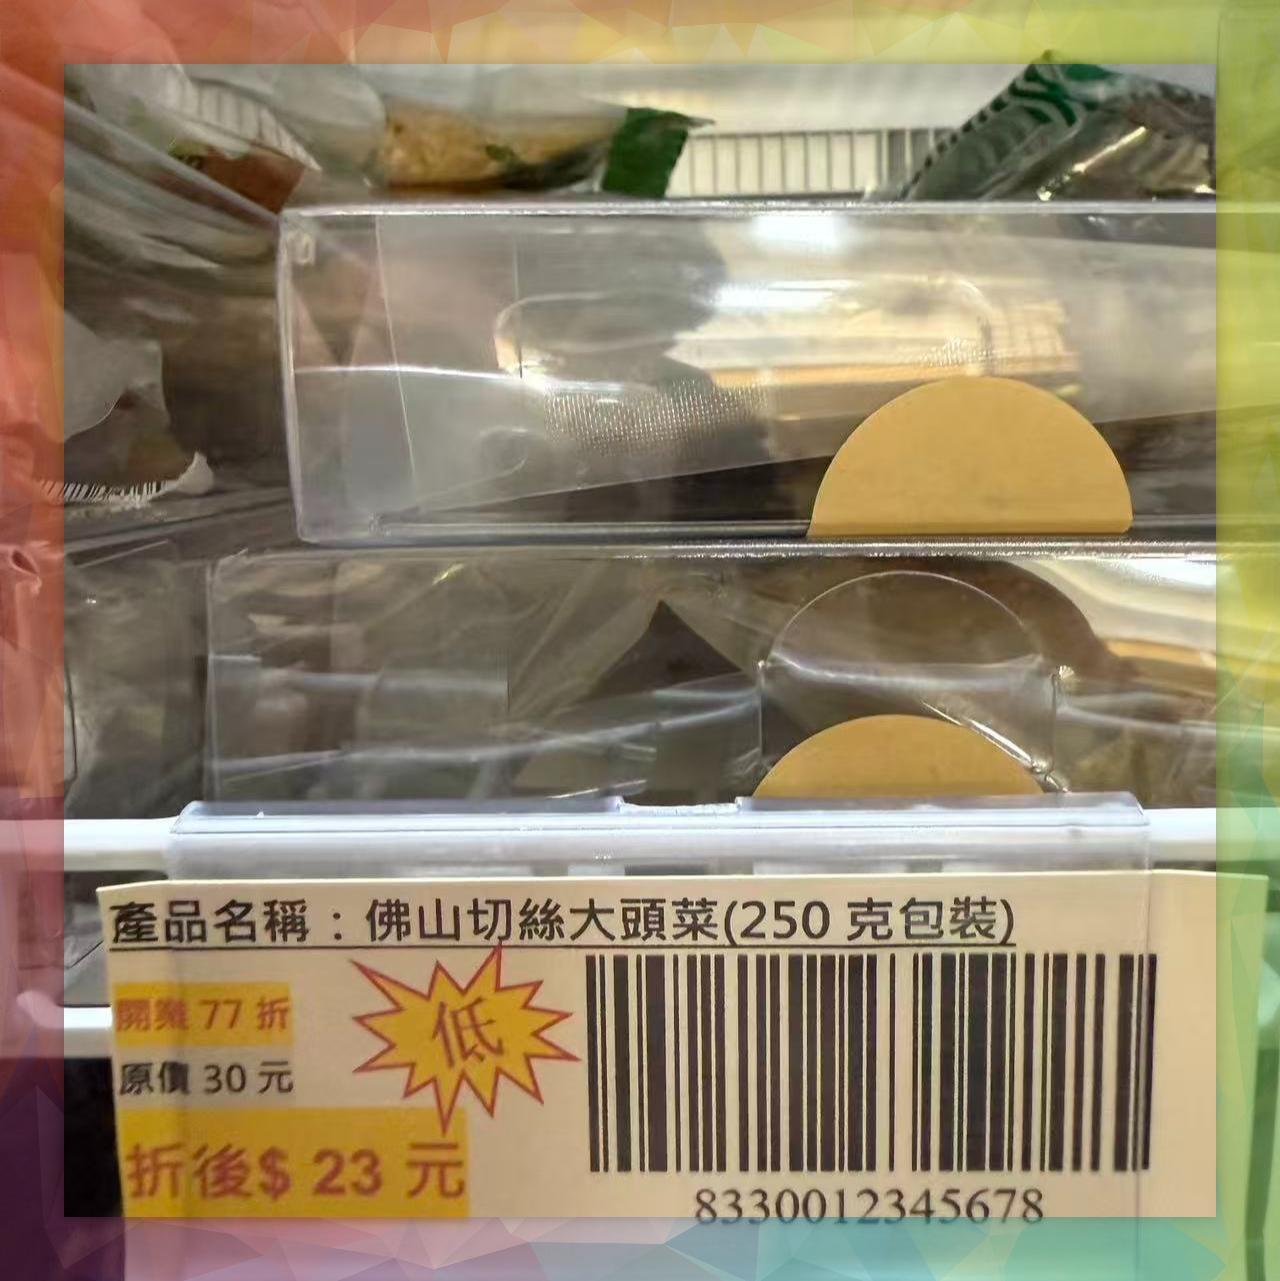 產品名稱：佛山切絲大頭菜(250 克包裝)
開業 77 折
低
原價 30 元
折後$ 23 元
8330012345678